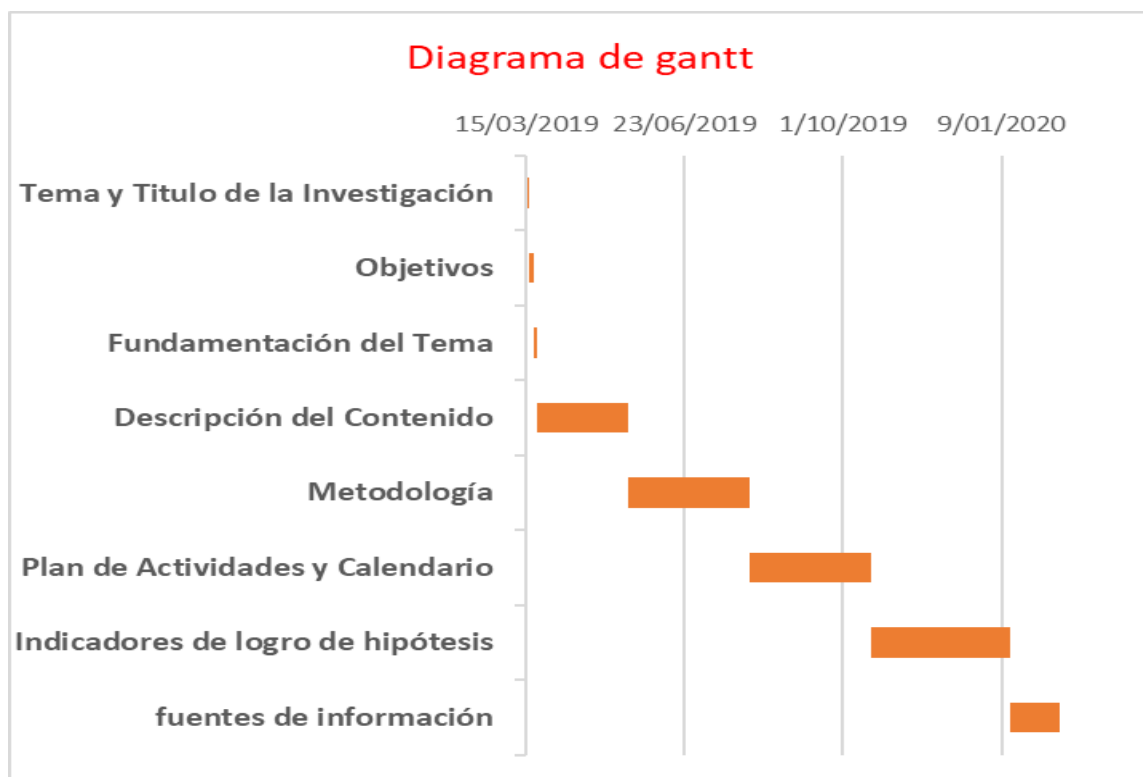 Diagrama de gantt
15/03/2019 23/06/2019 1/10/2019 9/01/2020
Tema y Titulo de la Investigación
Objetivos
Fundamentación del Tema
Descripción del Contenido
Metodología
Plan de Actividades y Calendario
Indicadores de logro de hipótesis
fuentes de información